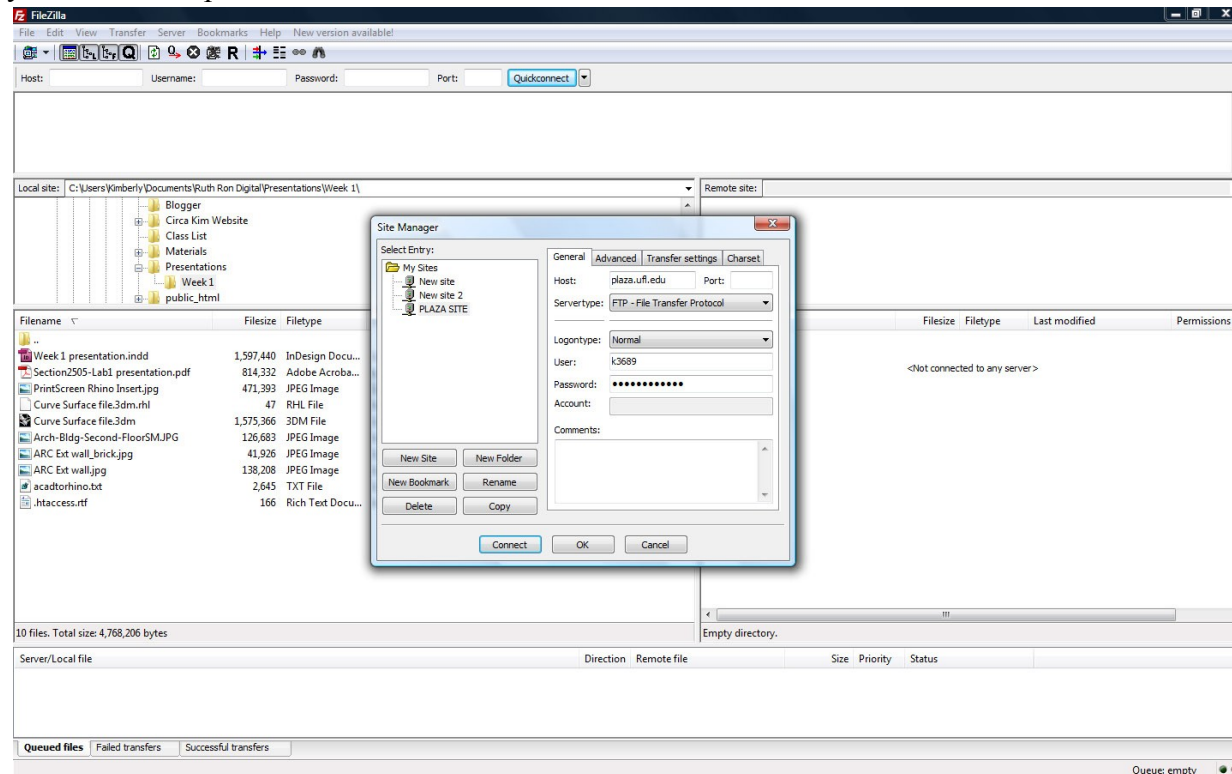 FileZilla
File Edit View Transfer Server Bookmarks Help New version available!
Host: Username: Password: Port: Quickconnect
Local site: C:\Users\Kimberly\Documents\Ruth Ron Digital\Presentations\Week 1\
Remote site:
Blogger
Circa Kim Website
Class List
Materials
Presentations
Week 1
public_html
Filename Filesize Filetype
..
Week 1 presentation.indd 1,597,440 InDesign Docu...
Section2505-Lab1 presentation.pdf 814,332 Adobe Acroba...
PrintScreen Rhino Insert.jpg 471,393 JPEG Image
Curve Surface file.3dm.rhl 47 RHL File
Curve Surface file.3dm 1,575,366 3DM File
Arch-Bldg-Second-FloorSM.JPG 126,683 JPEG Image
ARC Ext wall_brick.jpg 41,926 JPEG Image
ARC Ext wall.jpg 138,208 JPEG Image
acadtorhino.txt 2,645 TXT File
.htaccess.rtf 166 Rich Text Docu...
10 files. Total size: 4,768,206 bytes
Site Manager
Select Entry:
My Sites
New site
New site 2
PLAZA SITE
New Site New Folder
New Bookmark Rename
Delete Copy
General Advanced Transfer settings Charset
Host: plaza.ufl.edu Port:
Servertype: FTP - File Transfer Protocol
Logontype: Normal
User: k3689
Password: ●●●●●●●●●●●●
Account:
Comments:
Connect OK Cancel
Filesize Filetype Last modified Permissions
<Not connected to any server>
Empty directory.
Server/Local file Direction Remote file Size Priority Status
Queued files Failed transfers Successful transfers
Queue: empty